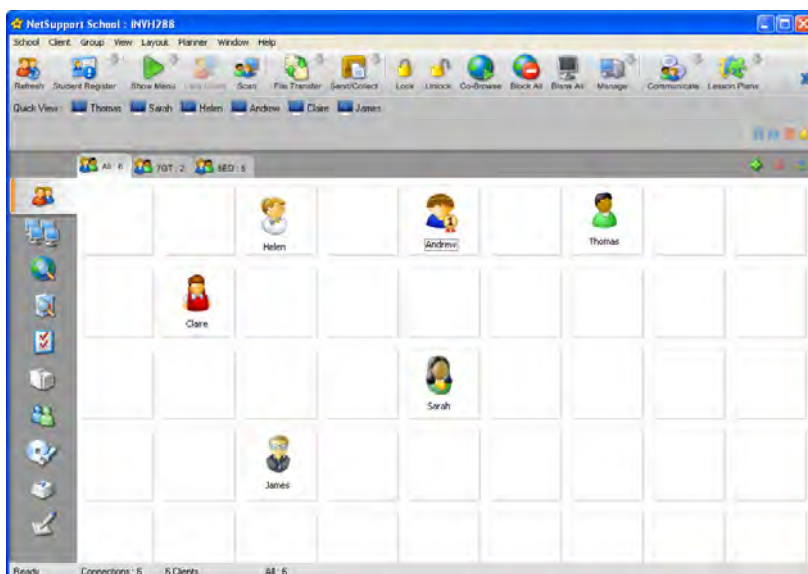 NetSupport School : INVH288
School Client Group View Layout Planner Window Help
Refresh Student Register Show Menu Scan File Transfer Send/Collect Lock Unlock Co-Browse Block All Blank All Manage Communicate Lesson Plans
Quick View : Thomas Sarah Helen Andrew Claire James
All : 6 7GT : 2
1
Helen Andrew Thomas
Claire
Sarah
James
Ready Connections : 6 6 Clients All : 6